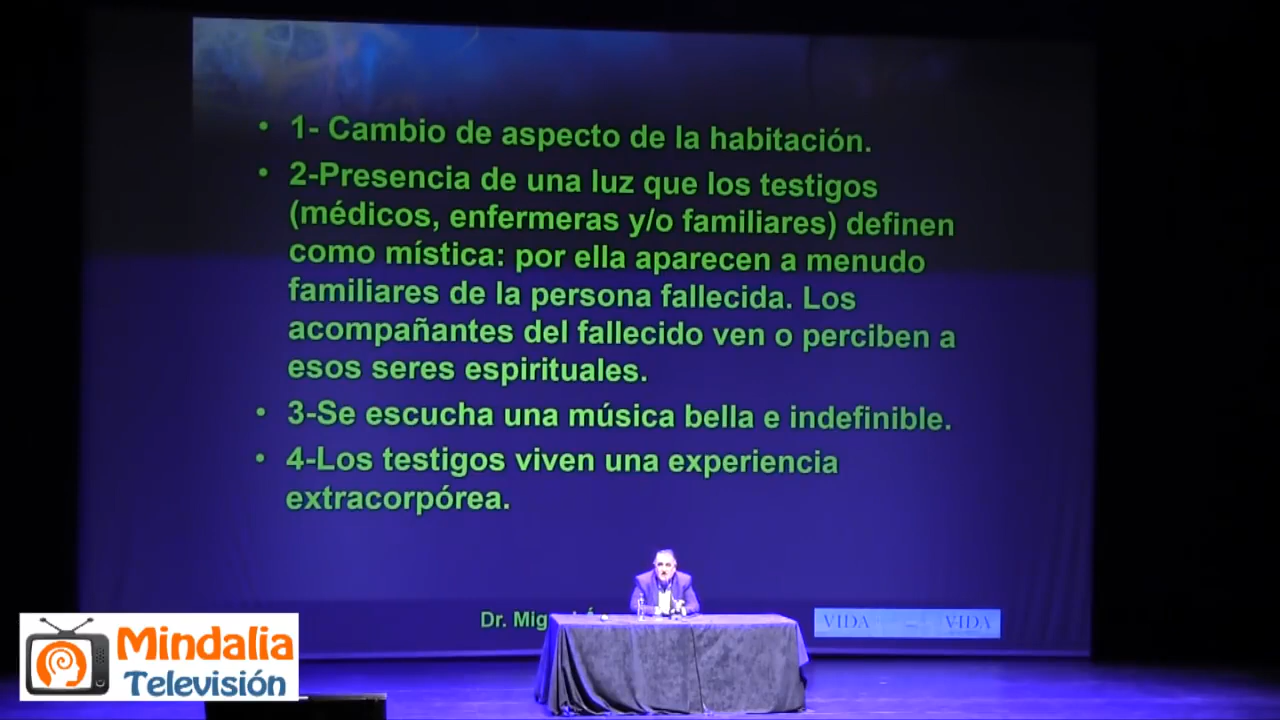 • 1- Cambio de aspecto de la habitación.
• 2-Presencia de una luz que los testigos
(médicos, enfermeras y/o familiares) definen
como mística: por ella aparecen a menudo
familiares de la persona fallecida. Los
acompañantes del fallecido ven o perciben a
esos seres espirituales.
• 3-Se escucha una música bella e indefinible.
• 4-Los testigos viven una experiencia
extracorpórea.
Dr.
VIDA VIDA
Mindalia
Televisión